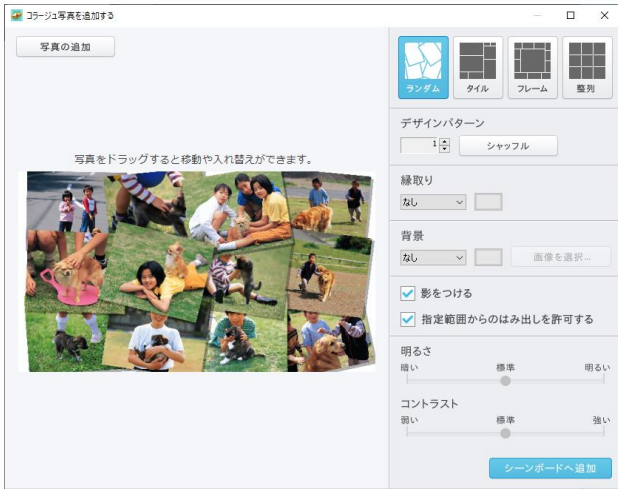 コラージュ写真を追加する
写真の追加
写真をドラッグすると移動や入れ替えができます。
ランダム
タイル
フレーム
整列
デザインパターン
1
シャッフル
縁取り
なし
背景
なし
画像を選択...
影をつける
指定範囲からのはみ出しを許可する
明るさ
暗い 標準 明るい
コントラスト
弱い 標準 強い
シーンボードへ追加